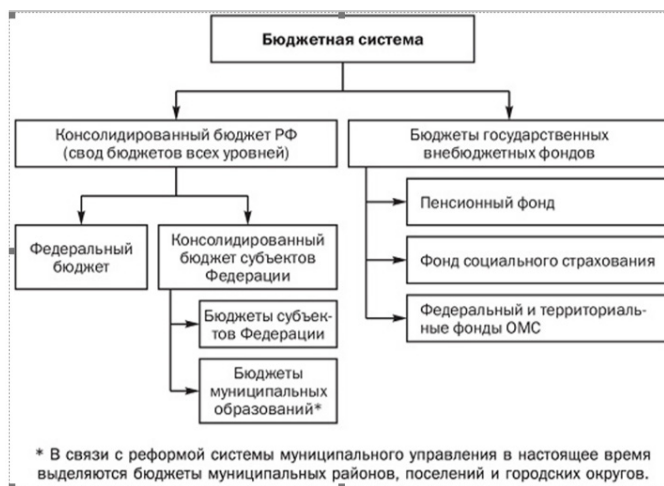 Бюджетная система
Консолидированный бюджет РФ
(свод бюджетов всех уровней)
Бюджеты государственных
внебюджетных фондов
Федеральный
бюджет
Консолидированный
бюджет субъектов
Федерации
Бюджеты субъек-
тов Федерации
Бюджеты
муниципальных
образований*
Пенсионный фонд
Фонд социального страхования
Федеральный и территориаль-
ные фонды ОМС
* В связи с реформой системы муниципального управления в настоящее время
выделяются бюджеты муниципальных районов, поселений и городских округов.